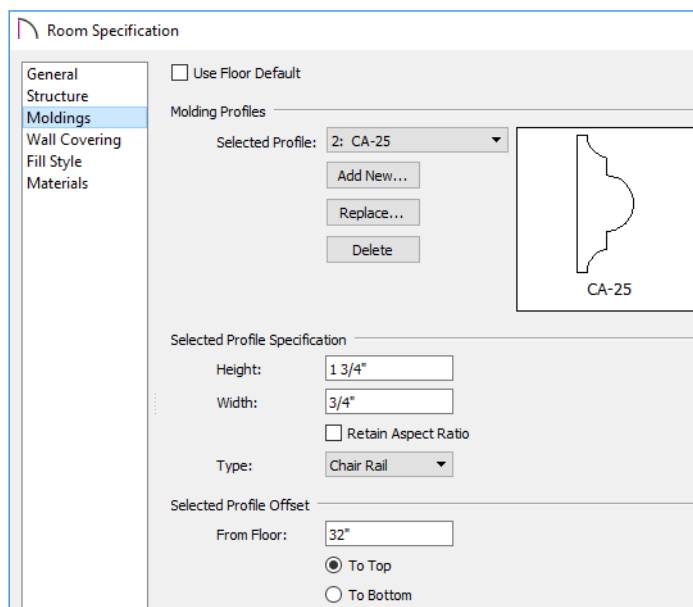 Room Specification
General
Structure
Moldings
Wall Covering
Fill Style
Materials
Use Floor Default
Molding Profiles
Selected Profile: 2: CA-25
Add New...
Replace...
Delete
CA-25
Selected Profile Specification
Height: 1 3/4"
Width: 3/4"
Retain Aspect Ratio
Type: Chair Rail
Selected Profile Offset
From Floor: 32"
To Top
To Bottom